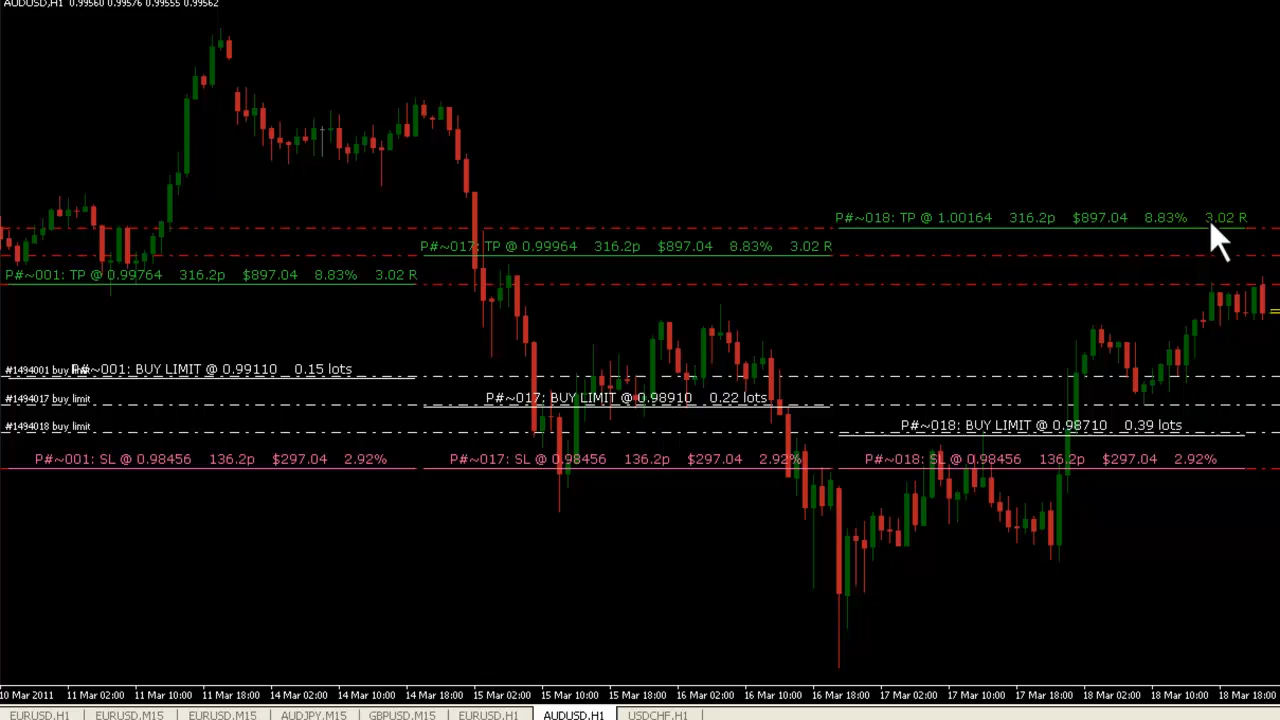 AUDUSD,H1 0.99560 0.99576 0.99555 0.99562
P#~018: TP @ 1.00164 316.2p $897.04 8.83% 3.02 R
P#~017: TP @ 0.99964 316.2p $897.04 8.83% 3.02 R
P#~001: TP @ 0.99764 316.2p $897.04 8.83% 3.02 R
#1494001 buy P#~001: BUY LIMIT @ 0.99110 0.15 lots
#1494017 buy limit P#~017: BUY LIMIT @ 0.98910 0.22 lots
#1494018 buy limit P#~018: BUY LIMIT @ 0.98710 0.39 lots
P#~001: SL @ 0.98456 136.2p $297.04 2.92% P#~017: SL @ 0.98456 136.2p $297.04 2.92% P#~018: SL @ 0.98456 136.2p $297.04 2.92%
10 Mar 2011 11 Mar 02:00 11 Mar 10:00 11 Mar 18:00 14 Mar 02:00 14 Mar 10:00 14 Mar 18:00 15 Mar 02:00 15 Mar 10:00 15 Mar 18:00 16 Mar 02:00 16 Mar 10:00 16 Mar 18:00 17 Mar 02:00 17 Mar 10:00 17 Mar 18:00 18 Mar 02:00 18 Mar 10:00 18 Mar 18:00
EURUSD,H1 EURUSD,M15 EURUSD,M15 AUDJPY,M15 GBPUSD,M15 EURUSD,H1 AUDUSD,H1 USDCHF,H1